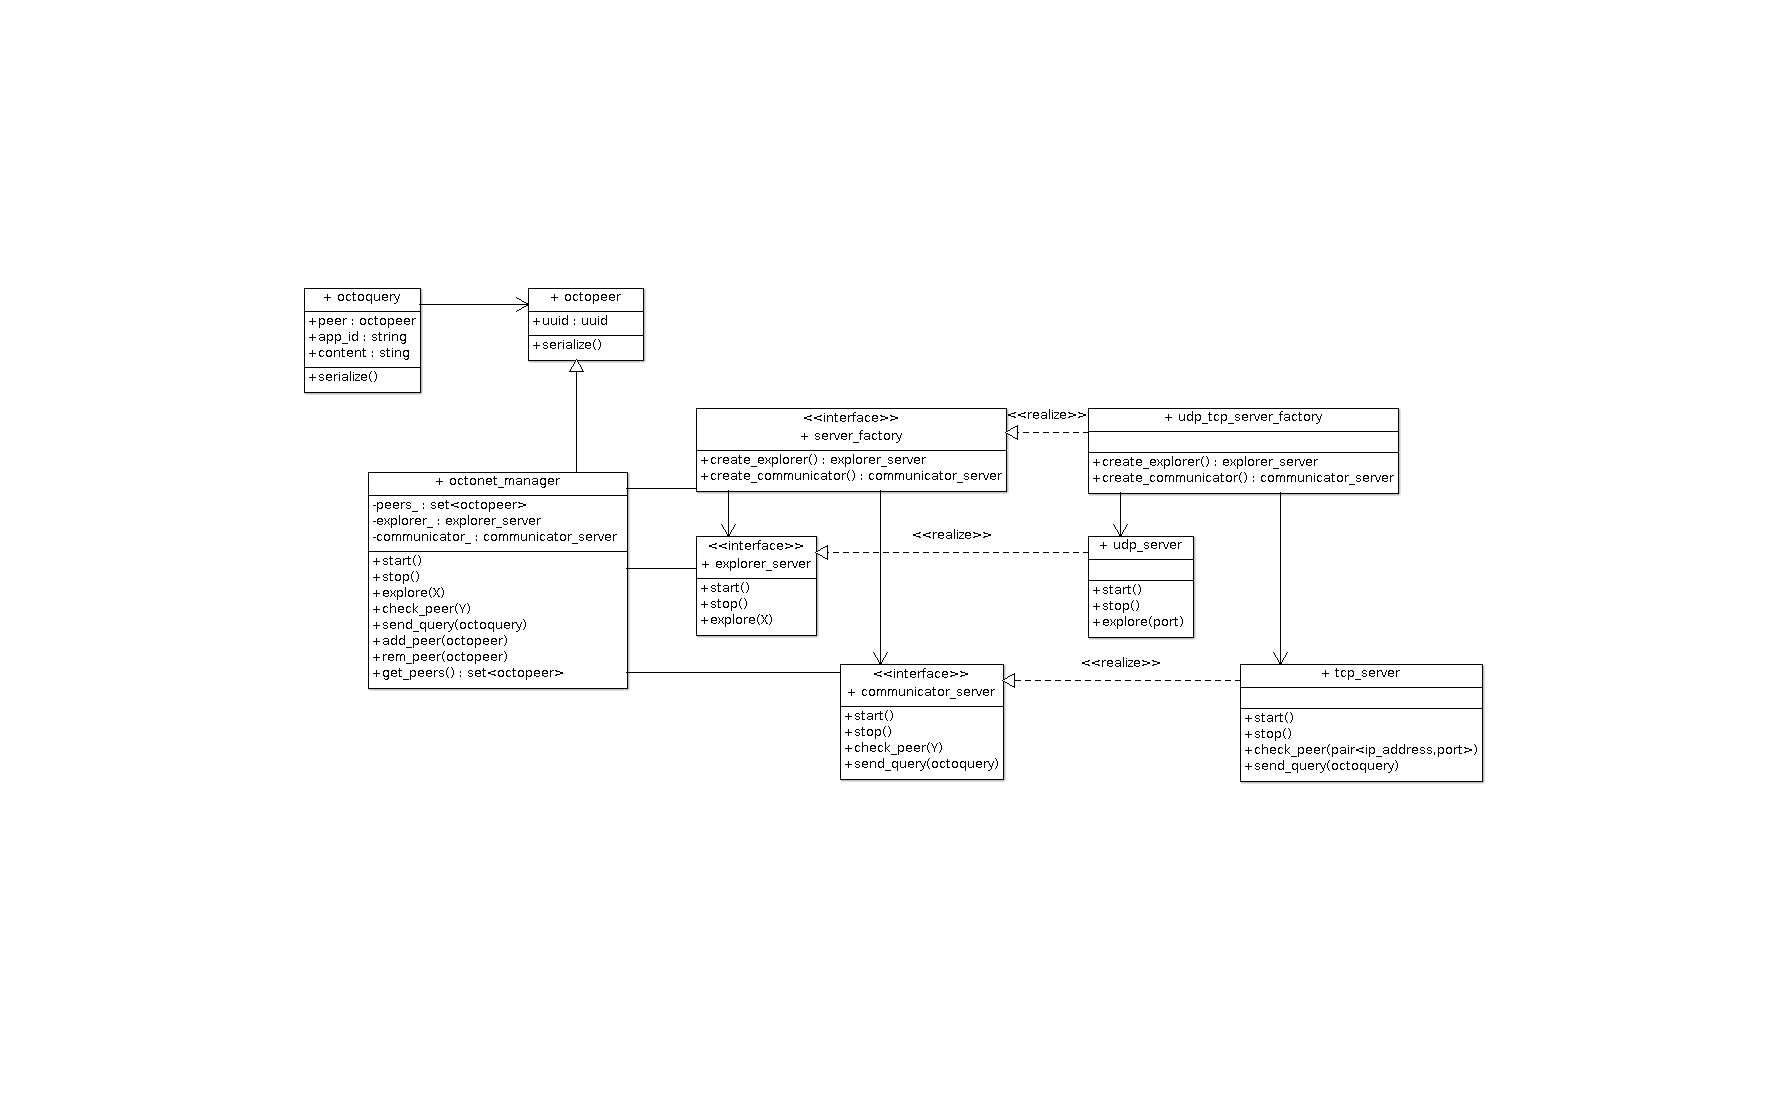 + octoquery
+peer : octopeer
+app_id : string
+content : sting
+serialize()
+ octopeer
+uuid : uuid
+serialize()
<<interface>>
+ server_factory
+create_explorer() : explorer_server
+create_communicator() : communicator_server
<<realize>>
+ udp_tcp_server_factory
+create_explorer() : explorer_server
+create_communicator() : communicator_server
+ octonet_manager
-peers_ : set<octopeer>
-explorer_ : explorer_server
-communicator_ : communicator_server
+start()
+stop()
+explore(X)
+check_peer(Y)
+send_query(octoquery)
+add_peer(octopeer)
+rem_peer(octopeer)
+get_peers() : set<octopeer>
<<interface>>
+ explorer_server
+start()
+stop()
+explore(X)
<<realize>>
+ udp_server
+start()
+stop()
+explore(port)
<<interface>>
+ communicator_server
+start()
+stop()
+check_peer(Y)
+send_query(octoquery)
<<realize>>
+ tcp_server
+start()
+stop()
+check_peer(pair<ip_address,port>)
+send_query(octoquery)